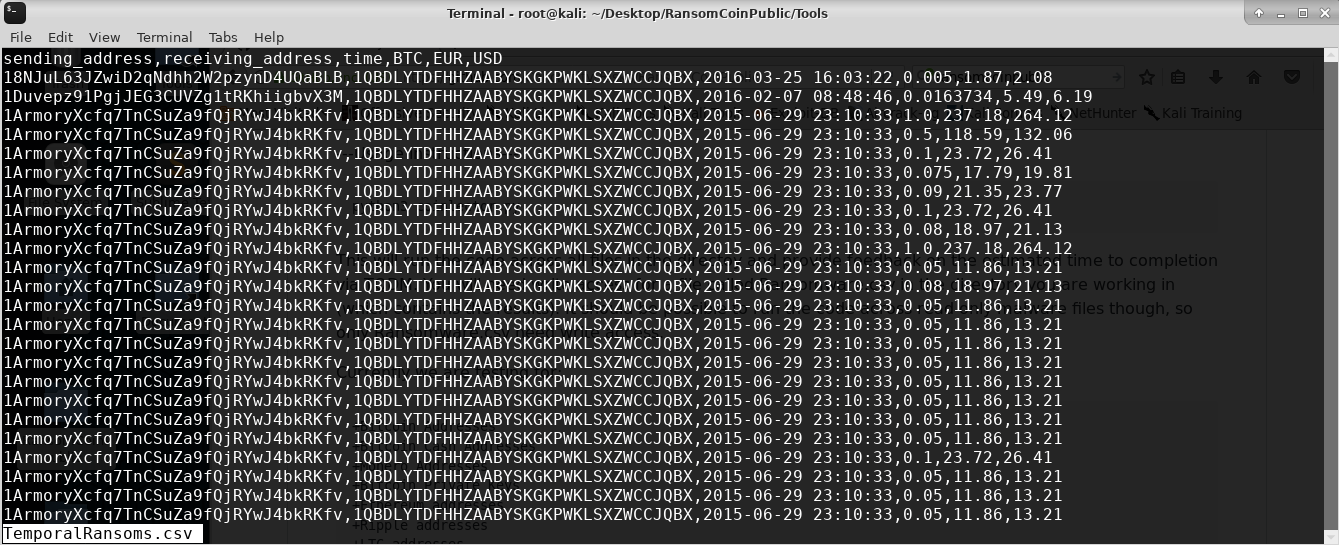 Terminal - root@kali: ~/Desktop/RansomCoinPublic/Tools
File Edit View Terminal Tabs Help
sending_address,receiving_address,time,BTC,EUR,USD
18NJuL63JZwiD2qNdhh2W2pzynD4UQaBLB,1QBDLYTDFHHZAABYSKGKPWKLSXZWCCJQBX,2016-03-25 16:03:22,0.005,1.87,2.08
1Duvepz91PgjJEG3CUVZg1tRKhiigbvX3M,1QBDLYTDFHHZAABYSKGKPWKLSXZWCCJQBX,2016-02-07 08:48:46,0.0163734,5.49,6.19
1ArmoryXcfq7TnCSuZa9fQjRYwJ4bkRKfv,1QBDLYTDFHHZAABYSKGKPWKLSXZWCCJQBX,2015-06-29 23:10:33,1.0,237.18,264.12 NetHunter Kali Training
1ArmoryXcfq7TnCSuZa9fQjRYwJ4bkRKfv,1QBDLYTDFHHZAABYSKGKPWKLSXZWCCJQBX,2015-06-29 23:10:33,0.5,118.59,132.06
1ArmoryXcfq7TnCSuZa9fQjRYwJ4bkRKfv,1QBDLYTDFHHZAABYSKGKPWKLSXZWCCJQBX,2015-06-29 23:10:33,0.1,23.72,26.41
1ArmoryXcfq7TnCSuZa9fQjRYwJ4bkRKfv,1QBDLYTDFHHZAABYSKGKPWKLSXZWCCJQBX,2015-06-29 23:10:33,0.075,17.79,19.81
1ArmoryXcfq7TnCSuZa9fQjRYwJ4bkRKfv,1QBDLYTDFHHZAABYSKGKPWKLSXZWCCJQBX,2015-06-29 23:10:33,0.09,21.35,23.77
1ArmoryXcfq7TnCSuZa9fQjRYwJ4bkRKfv,1QBDLYTDFHHZAABYSKGKPWKLSXZWCCJQBX,2015-06-29 23:10:33,0.1,23.72,26.41
1ArmoryXcfq7TnCSuZa9fQjRYwJ4bkRKfv,1QBDLYTDFHHZAABYSKGKPWKLSXZWCCJQBX,2015-06-29 23:10:33,0.08,18.97,21.13
1ArmoryXcfq7TnCSuZa9fQjRYwJ4bkRKfv,1QBDLYTDFHHZAABYSKGKPWKLSXZWCCJQBX,2015-06-29 23:10:33,1.0,237.18,264.12
1ArmoryXcfq7TnCSuZa9fQjRYwJ4bkRKfv,1QBDLYTDFHHZAABYSKGKPWKLSXZWCCJQBX,2015-06-29 23:10:33,0.05,11.86,13.21
1ArmoryXcfq7TnCSuZa9fQjRYwJ4bkRKfv,1QBDLYTDFHHZAABYSKGKPWKLSXZWCCJQBX,2015-06-29 23:10:33,0.08,18.97,21.13
1ArmoryXcfq7TnCSuZa9fQjRYwJ4bkRKfv,1QBDLYTDFHHZAABYSKGKPWKLSXZWCCJQBX,2015-06-29 23:10:33,0.05,11.86,13.21
1ArmoryXcfq7TnCSuZa9fQjRYwJ4bkRKfv,1QBDLYTDFHHZAABYSKGKPWKLSXZWCCJQBX,2015-06-29 23:10:33,0.05,11.86,13.21
1ArmoryXcfq7TnCSuZa9fQjRYwJ4bkRKfv,1QBDLYTDFHHZAABYSKGKPWKLSXZWCCJQBX,2015-06-29 23:10:33,0.05,11.86,13.21
1ArmoryXcfq7TnCSuZa9fQjRYwJ4bkRKfv,1QBDLYTDFHHZAABYSKGKPWKLSXZWCCJQBX,2015-06-29 23:10:33,0.05,11.86,13.21
1ArmoryXcfq7TnCSuZa9fQjRYwJ4bkRKfv,1QBDLYTDFHHZAABYSKGKPWKLSXZWCCJQBX,2015-06-29 23:10:33,0.05,11.86,13.21
1ArmoryXcfq7TnCSuZa9fQjRYwJ4bkRKfv,1QBDLYTDFHHZAABYSKGKPWKLSXZWCCJQBX,2015-06-29 23:10:33,0.05,11.86,13.21
1ArmoryXcfq7TnCSuZa9fQjRYwJ4bkRKfv,1QBDLYTDFHHZAABYSKGKPWKLSXZWCCJQBX,2015-06-29 23:10:33,0.05,11.86,13.21
1ArmoryXcfq7TnCSuZa9fQjRYwJ4bkRKfv,1QBDLYTDFHHZAABYSKGKPWKLSXZWCCJQBX,2015-06-29 23:10:33,0.05,11.86,13.21
1ArmoryXcfq7TnCSuZa9fQjRYwJ4bkRKfv,1QBDLYTDFHHZAABYSKGKPWKLSXZWCCJQBX,2015-06-29 23:10:33,0.1,23.72,26.41
1ArmoryXcfq7TnCSuZa9fQjRYwJ4bkRKfv,1QBDLYTDFHHZAABYSKGKPWKLSXZWCCJQBX,2015-06-29 23:10:33,0.05,11.86,13.21
1ArmoryXcfq7TnCSuZa9fQjRYwJ4bkRKfv,1QBDLYTDFHHZAABYSKGKPWKLSXZWCCJQBX,2015-06-29 23:10:33,0.05,11.86,13.21
1ArmoryXcfq7TnCSuZa9fQjRYwJ4bkRKfv,1QBDLYTDFHHZAABYSKGKPWKLSXZWCCJQBX,2015-06-29 23:10:33,0.05,11.86,13.21
+Ripple addresses
TemporalRansoms.csv